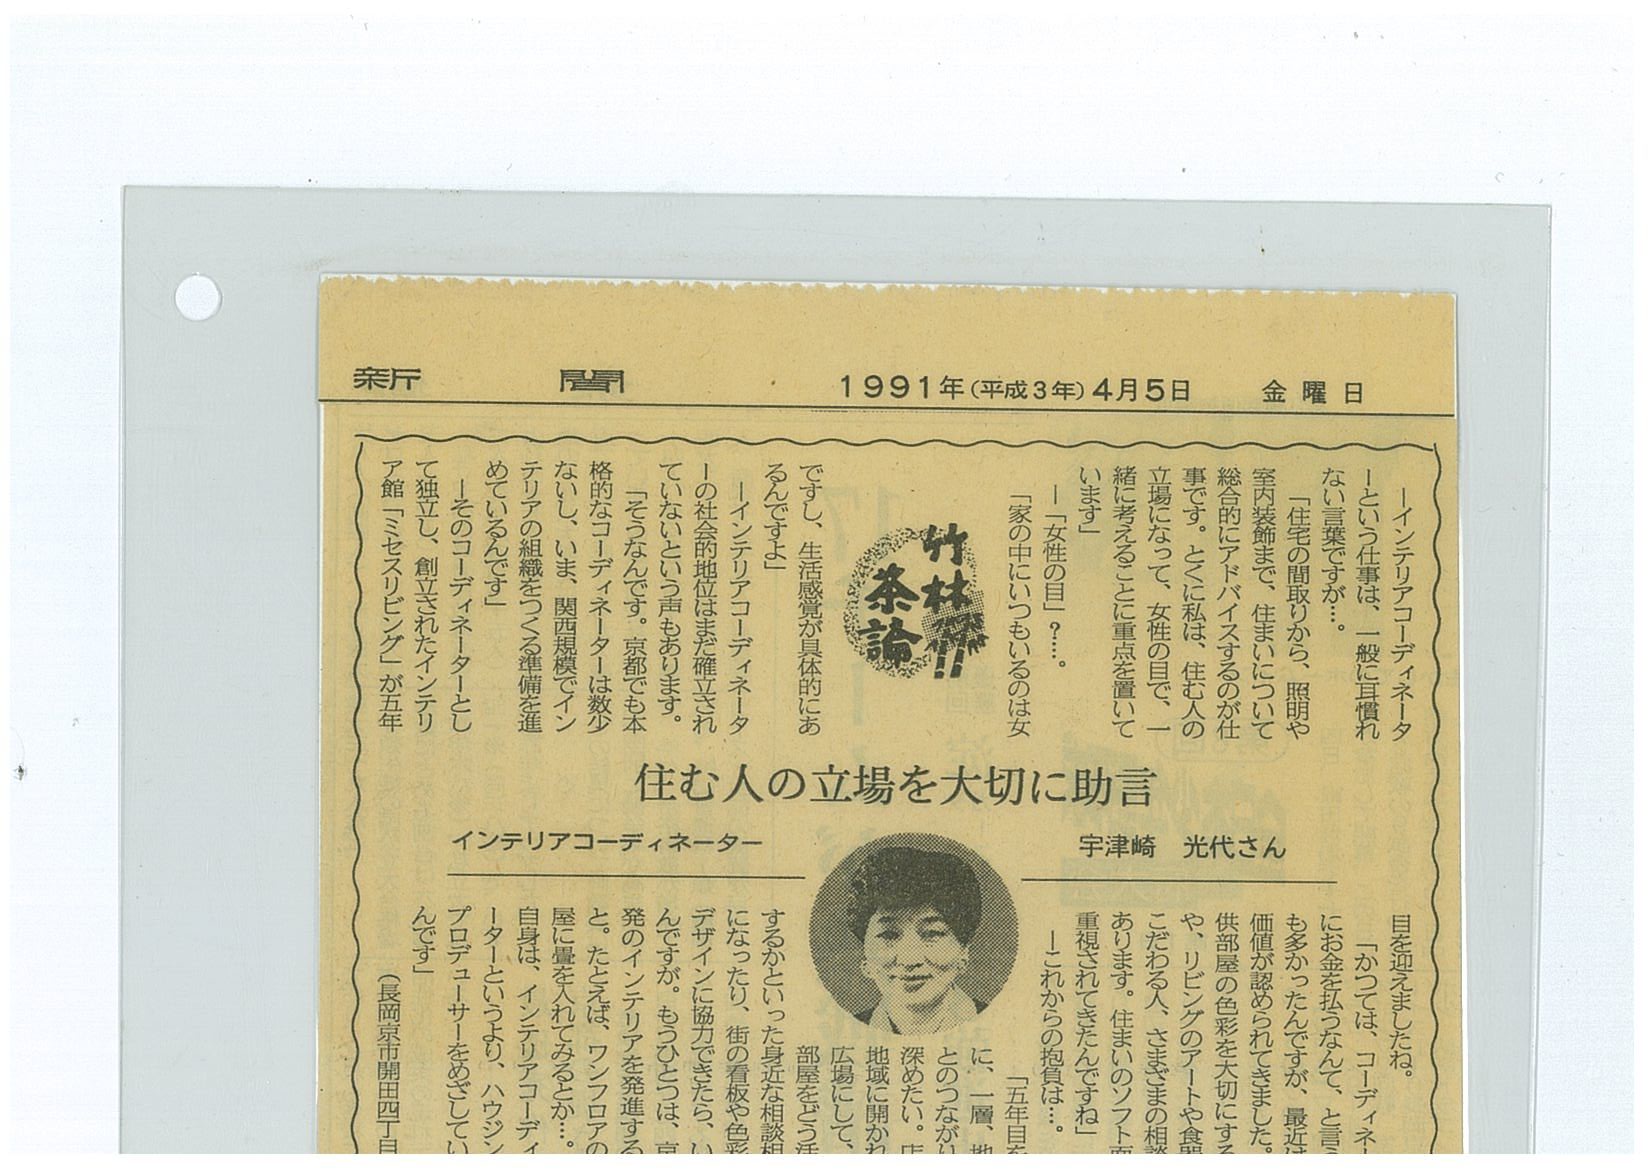 新聞 1991年(平成3年)4月5日 金曜日
―インテリアコーディネータ
ーという仕事は、一般に耳慣れ
ない言葉ですが…。
「住宅の間取りから、照明や
室内装飾まで、住まいについて
総合的にアドバイスするのが仕
事です。とくに私は、住む人の
立場になって、女性の目で、一
緒に考えることに重点を置いて
います」
―「女性の目」?…。
「家の中にいつもいるのは女
竹林
茶論
ですし、生活感覚が具体的にあ
るんですよ」
―インテリアコーディネータ
ーの社会的地位はまだ確立され
ていないという声もあります。
「そうなんです。京都でも本
格的なコーディネーターは数少
ないし、いま、関西規模でイン
テリアの組織をつくる準備を進
めているんです」
―そのコーディネーターとし
て独立し、創立されたインテリ
ア館「ミセスリビング」が五年
住む人の立場を大切に助言
インテリアコーディネーター
宇津崎 光代さん
目を迎えましたね。
「かつては、コーディネー
にお金を払うなんて、と言う
も多かったんですが、最近は
価値が認められてきました。
供部屋の色彩を大切にする
や、リビングのアートや食器
こだわる人、さまざまの相談
あります。住まいのソフト面
重視されてきたんですね」
―これからの抱負は…。
「五年目を
に、一層、地
とのつながり
深めたい。店
地域に開かれ
広場にして、
部屋をどう活
するかといった身近な相談相
になったり、街の看板や色彩
デザインに協力できたら、い
んですが。もうひとつは、京
発のインテリアを発進する
と。たとえば、ワンフロアの
屋に畳を入れてみるとか…。
自身は、インテリアコーディ
ーターというより、ハウジン
プロデューサーをめざしてい
んです」
(長岡京市開田四丁目